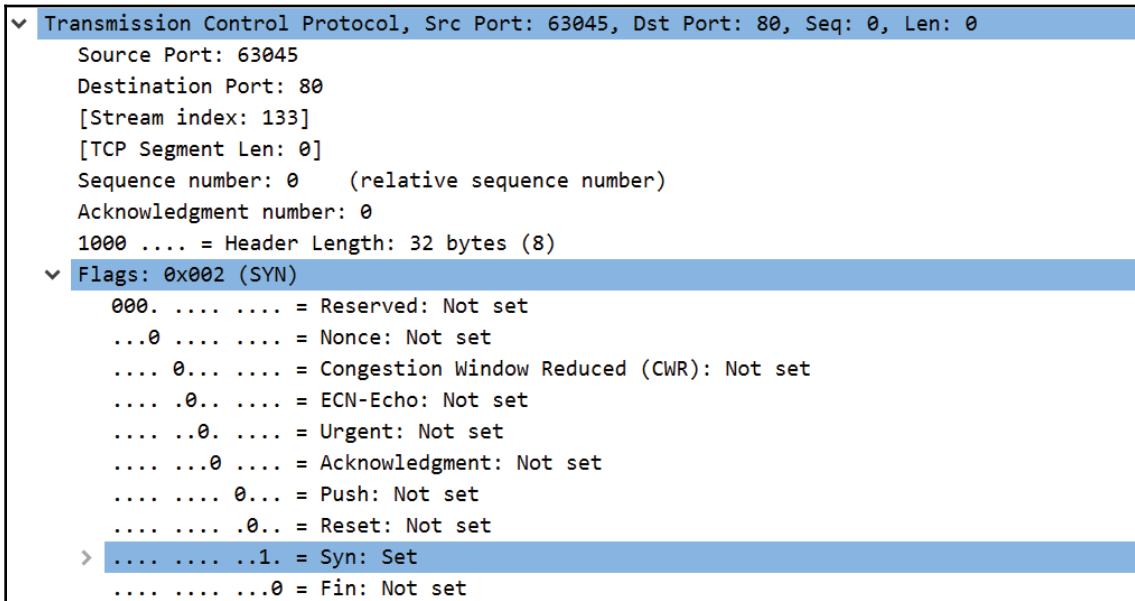 Transmission Control Protocol, Src Port: 63045, Dst Port: 80, Seq: 0, Len: 0
Source Port: 63045
Destination Port: 80
[Stream index: 133]
[TCP Segment Len: 0]
Sequence number: 0    (relative sequence number)
Acknowledgment number: 0
1000 .... = Header Length: 32 bytes (8)
Flags: 0x002 (SYN)
000. .... .... = Reserved: Not set
...0 .... .... = Nonce: Not set
.... 0... .... = Congestion Window Reduced (CWR): Not set
.... .0.. .... = ECN-Echo: Not set
.... ..0. .... = Urgent: Not set
.... ...0 .... = Acknowledgment: Not set
.... .... 0... = Push: Not set
.... .... .0.. = Reset: Not set
.... .... ..1. = Syn: Set
.... .... ...0 = Fin: Not set